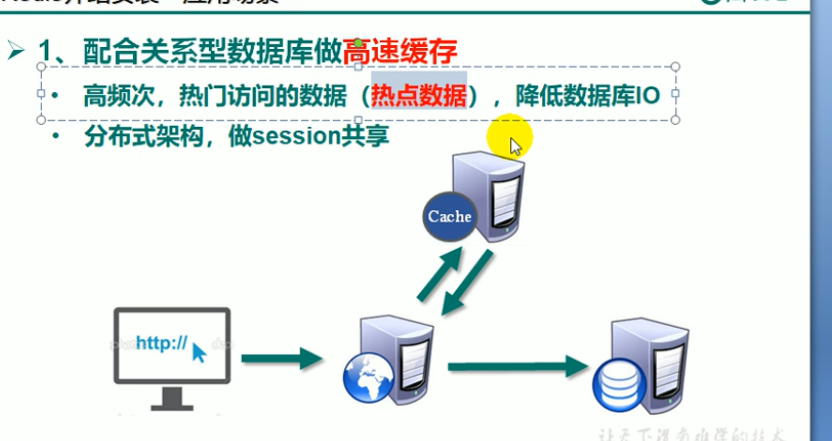 1、配合关系型数据库做高速缓存
• 高频次，热门访问的数据（热点数据），降低数据库IO
• 分布式架构，做session共享
Cache
http://
让天下没有难学的技术